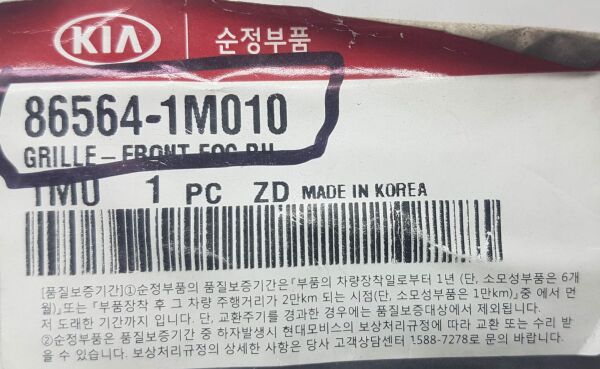 KIA 순정부품
86564-1M010
GRILLE-FRONT FOG RH
1M0 1 PC ZD MADE IN KOREA
[품질보증기간]①순정부품의 품질보증기간은『부품의 차량장착일로부터 1년 (단, 소모성부품은 6개
월)』또는 『부품장착 후 그 차량 주행거리가 2만km 되는 시점(단, 소모성부품은 1만km)』중 에서 먼
저 도래한 기간까지 입니다. 단, 교환주기를 경과한 경우에는 품질보증대상에서 제외됩니다.
②순정부품은 품질보증기간 중 하자발생시 현대모비스의 보상처리규정에 따라 교환 또는 수리 받
을 수 있습니다. 보상처리규정의 상세한 사항은 당사 고객상담센터 1588-7278로 문의 바랍니다.